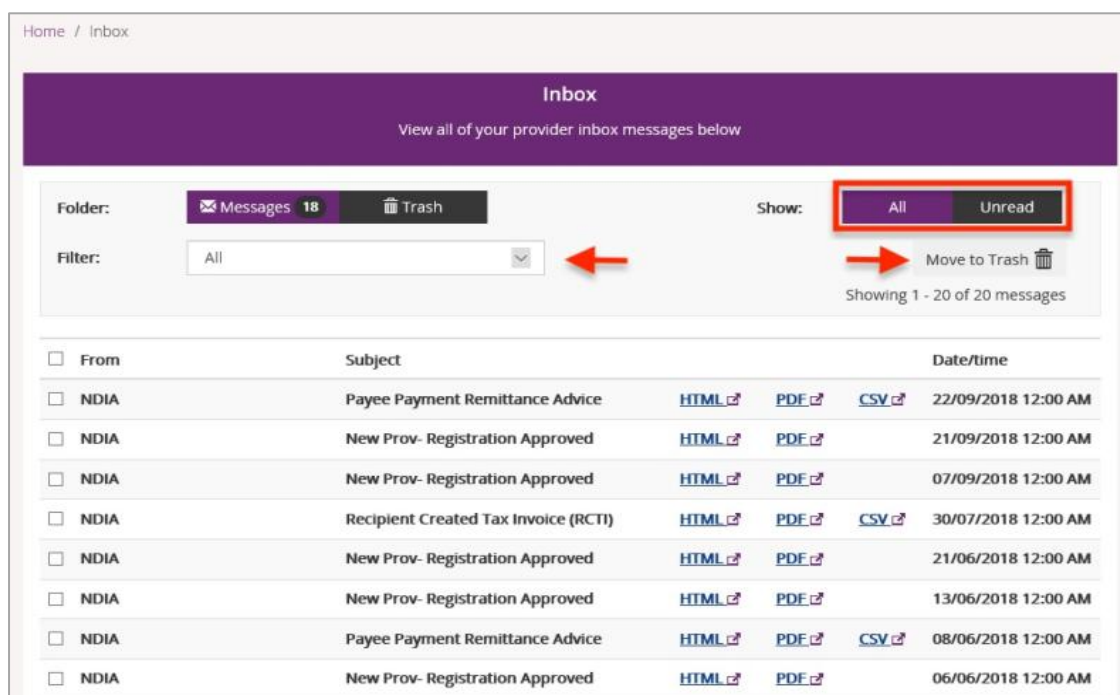 Home / Inbox
Inbox
View all of your provider inbox messages below
Folder: Messages 18 Trash Show: All Unread
Filter: All Move to Trash
Showing 1 - 20 of 20 messages
From Subject Date/time
NDIA Payee Payment Remittance Advice HTML PDF CSV 22/09/2018 12:00 AM
NDIA New Prov- Registration Approved HTML PDF 21/09/2018 12:00 AM
NDIA New Prov- Registration Approved HTML PDF 07/09/2018 12:00 AM
NDIA Recipient Created Tax Invoice (RCTI) HTML PDF CSV 30/07/2018 12:00 AM
NDIA New Prov- Registration Approved HTML PDF 21/06/2018 12:00 AM
NDIA New Prov- Registration Approved HTML PDF 13/06/2018 12:00 AM
NDIA Payee Payment Remittance Advice HTML PDF CSV 08/06/2018 12:00 AM
NDIA New Prov- Registration Approved HTML PDF 06/06/2018 12:00 AM